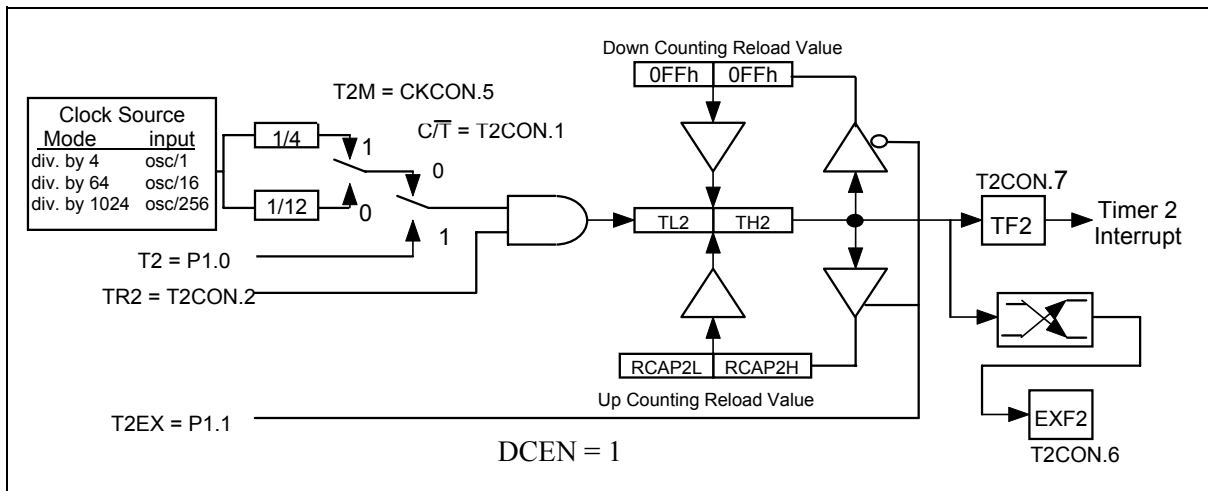 Down Counting Reload Value
0FFh 0FFh
T2M = CKCON.5
C/T̅ = T2CON.1
Clock Source
Mode input
div. by 4 osc/1
div. by 64 osc/16
div. by 1024 osc/256
1/4
1
0
1/12
0
1
TL2 TH2
T2CON.7
TF2
Timer 2
Interrupt
T2 = P1.0
TR2 = T2CON.2
RCAP2L RCAP2H
Up Counting Reload Value
T2EX = P1.1
EXF2
T2CON.6
DCEN = 1